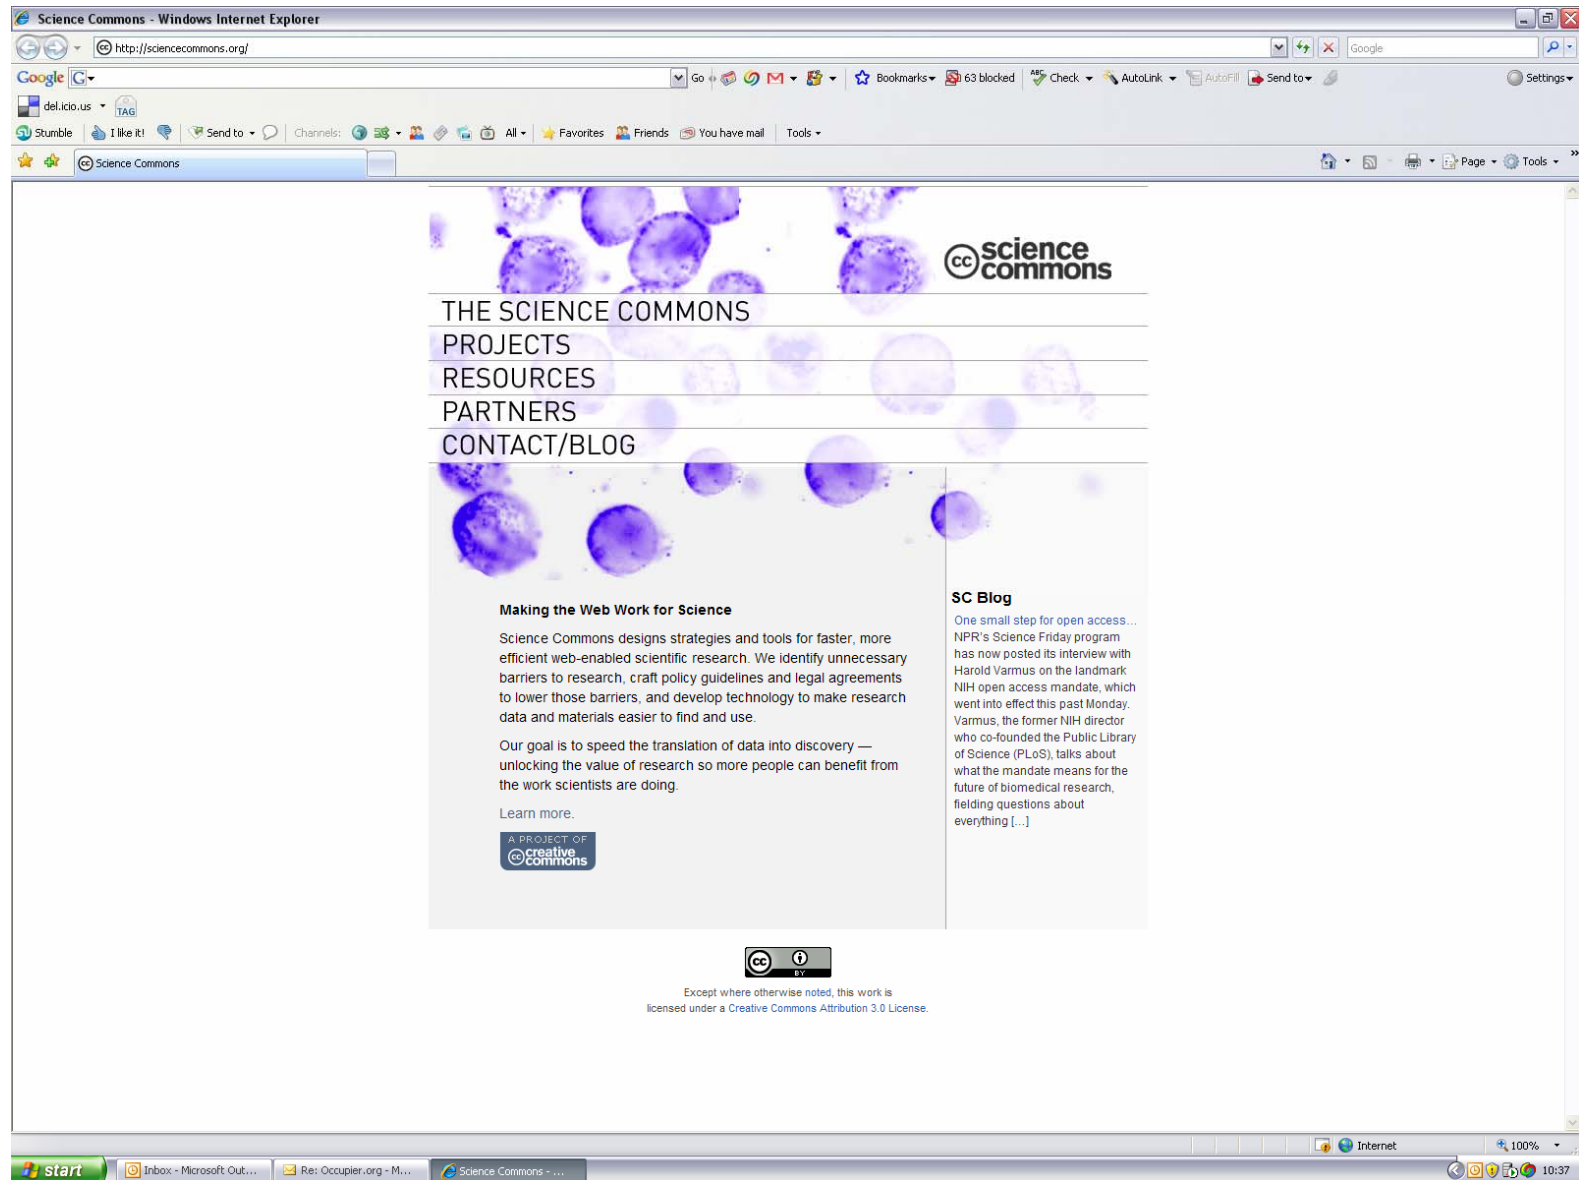 Science Commons - Windows Internet Explorer
http://sciencecommons.org/
Google
Google G
Go
Bookmarks
63 blocked
ABC Check
AutoLink
AutoFill
Send to
Settings
del.icio.us
TAG
Stumble
I like it!
Send to
Channels:
All
Favorites
Friends
You have mail
Tools
Science Commons
Page
Tools
cc science
commons
THE SCIENCE COMMONS
PROJECTS
RESOURCES
PARTNERS
CONTACT/BLOG
Making the Web Work for Science
Science Commons designs strategies and tools for faster, more
efficient web-enabled scientific research. We identify unnecessary
barriers to research, craft policy guidelines and legal agreements
to lower those barriers, and develop technology to make research
data and materials easier to find and use.
Our goal is to speed the translation of data into discovery —
unlocking the value of research so more people can benefit from
the work scientists are doing.
Learn more.
A PROJECT OF
cc creative
commons
SC Blog
One small step for open access...
NPR's Science Friday program
has now posted its interview with
Harold Varmus on the landmark
NIH open access mandate, which
went into effect this past Monday.
Varmus, the former NIH director
who co-founded the Public Library
of Science (PLoS), talks about
what the mandate means for the
future of biomedical research,
fielding questions about
everything [...]
cc
BY
Except where otherwise noted, this work is
licensed under a Creative Commons Attribution 3.0 License.
Internet
100%
start
Inbox - Microsoft Out...
Re: Occupier.org - M...
Science Commons - ...
10:37